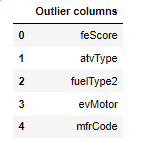 Outlier columns
0 feScore
1 atvType
2 fuelType2
3 evMotor
4 mfrCode